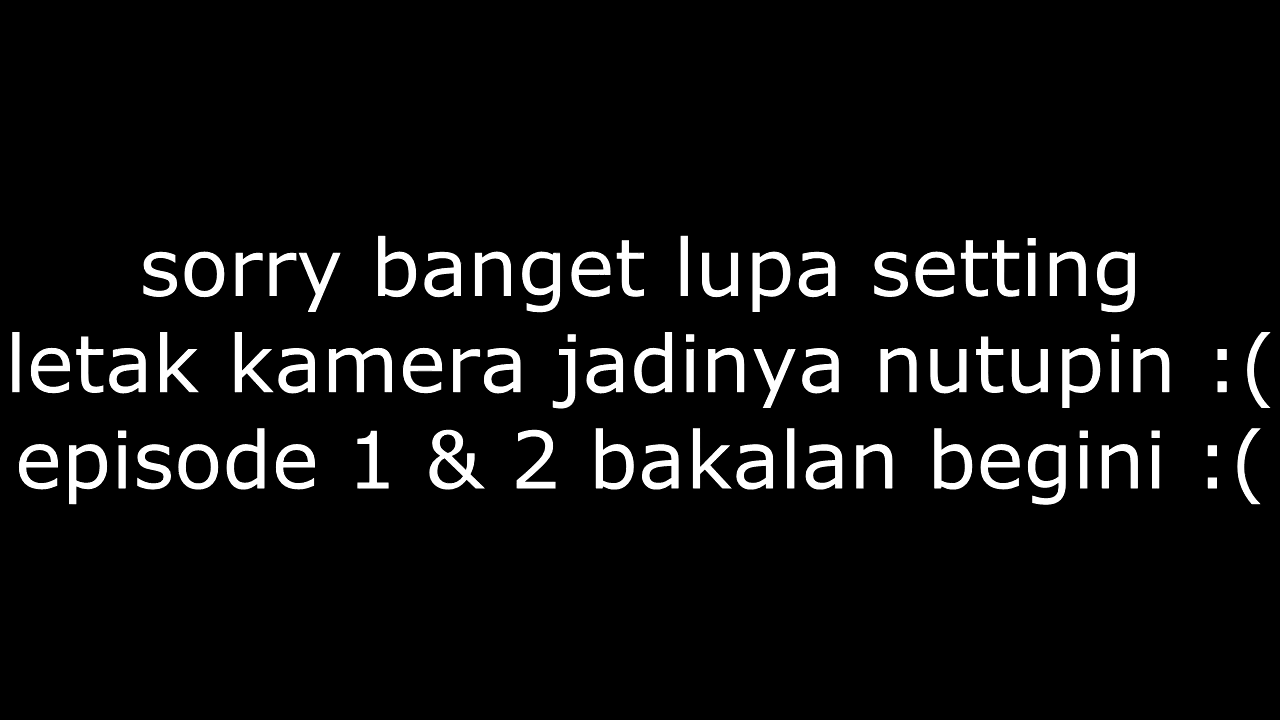 sorry banget lupa setting
letak kamera jadinya nutupin :(
episode 1 & 2 bakalan begini :(